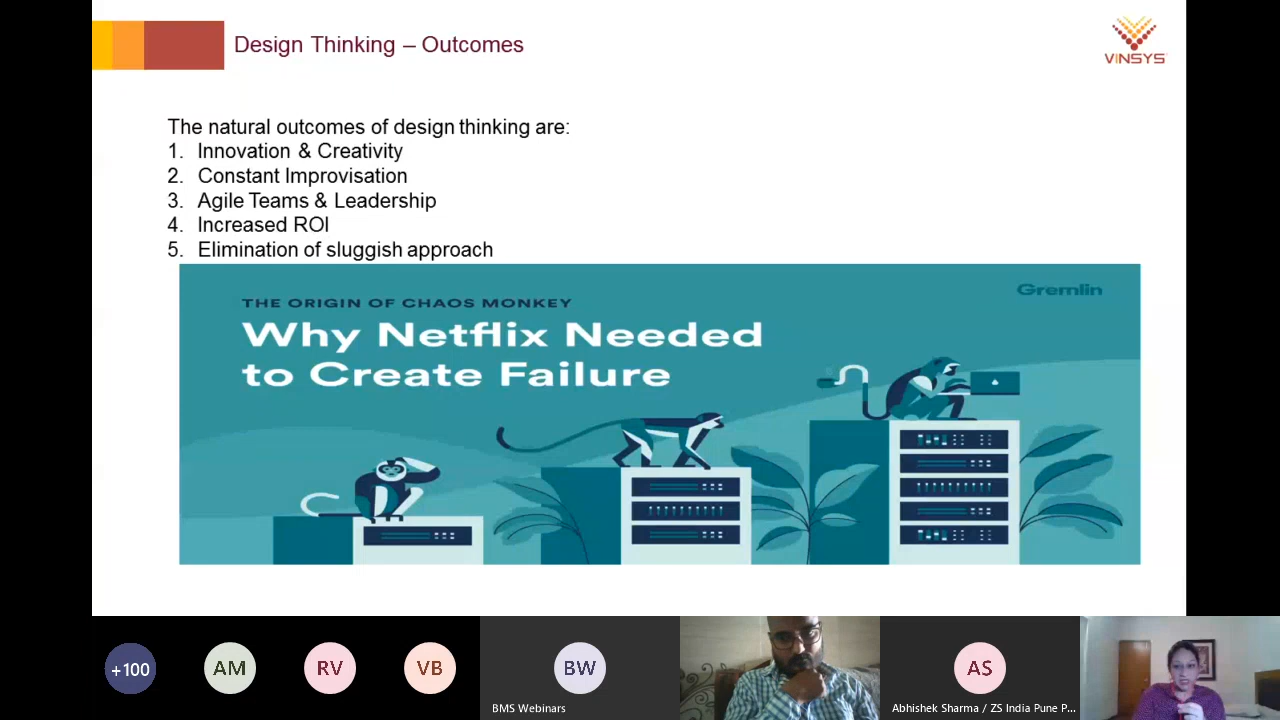 Design Thinking – Outcomes
VINSYS
The natural outcomes of design thinking are:
1. Innovation & Creativity
2. Constant Improvisation
3. Agile Teams & Leadership
4. Increased ROI
5. Elimination of sluggish approach
THE ORIGIN OF CHAOS MONKEY
Gremlin
Why Netflix Needed
to Create Failure
+100
AM
RV
VB
BW
AS
BMS Webinars
Abhishek Sharma / ZS India Pune P...